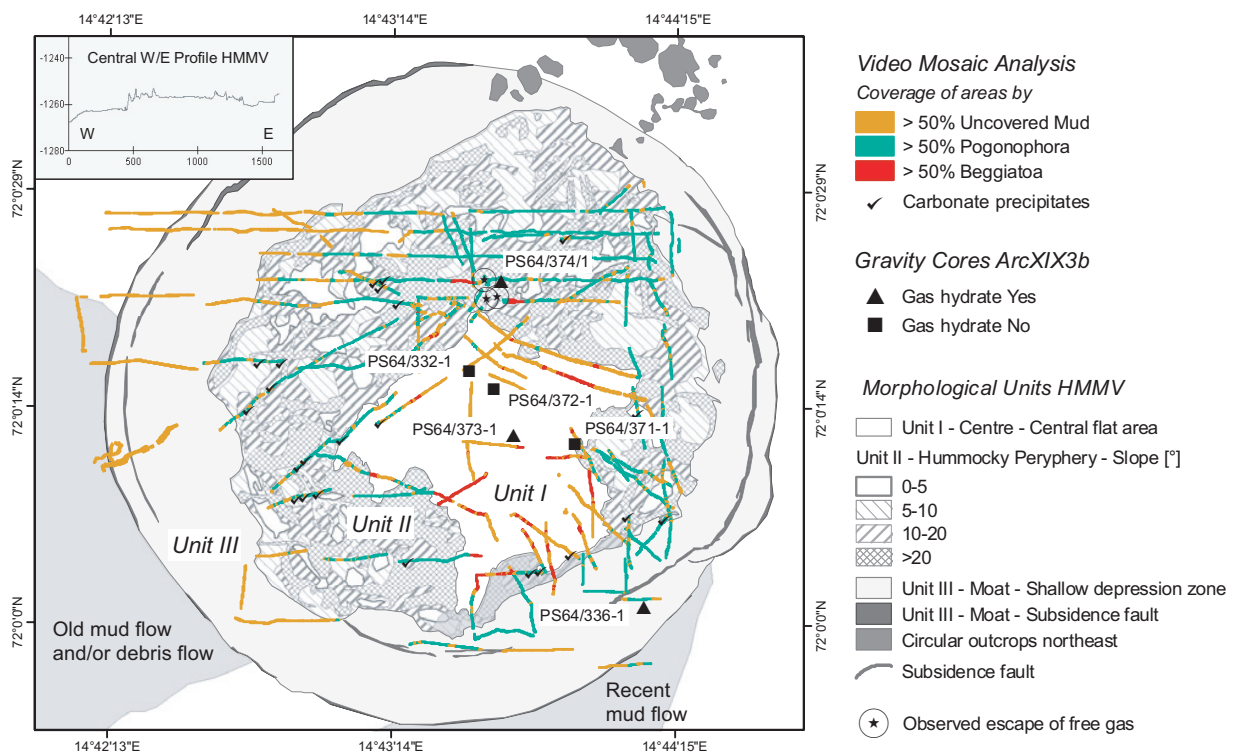 14°42'13"E
14°43'14
14°44'15"E
-1240
-1260
-1280
Central W/E Profile HMMV
W
E
0
500
1000
1500
72°0'29"N
72°0'14"N
72°0'0"N
72°0'29"N
72°0'14"N
72°0'0"N
PS64/374/1
PS64/332-1
PS64/372-1
PS64/373-1
PS64/371-1
Unit I
Unit II
Unit III
PS64/336-1
Old mud flow
and/or debris flow
Recent
mud flow
14°42'13"E
14°43'14
14°44'15"E
Video Mosaic Analysis
Coverage of areas by
> 50% Uncovered Mud
> 50% Pogonophora
> 50% Beggiatoa
Carbonate precipitates
Gravity Cores ArcXIX3b
Gas hydrate Yes
Gas hydrate No
Morphological Units HMMV
Unit I - Centre - Central flat area
Unit II - Hummocky Peryphery - Slope [°]
0-5
5-10
10-20
>20
Unit III - Moat - Shallow depression zone
Unit III - Moat - Subsidence fault
Circular outcrops northeast
Subsidence fault
Observed escape of free gas